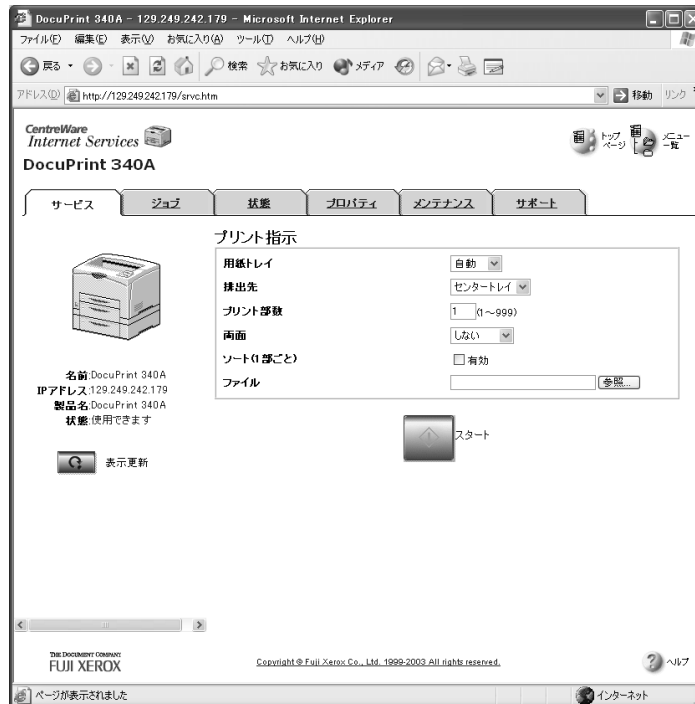 DocuPrint 340A - 129.249.242.179 - Microsoft Internet Explorer
ファイル(F) 編集(E) 表示(V) お気に入り(A) ツール(T) ヘルプ(H)
戻る 検索 お気に入り メディア
アドレス(D) http://129.249.242.179/srvc.htm 移動 リンク
CentreWare
Internet Services
DocuPrint 340A
トップページ
メニュー一覧
サービス ジョブ 状態 プロパティ メンテナンス サポート
プリント指示
用紙トレイ 自動
排出先 センタートレイ
プリント部数 1 (1～999)
両面 しない
ソート(1部ごと) 有効
ファイル 参照...
スタート
名前:DocuPrint 340A
IPアドレス:129.249.242.179
製品名:DocuPrint 340A
状態:使用できます
表示更新
THE DOCUMENT COMPANY
FUJI XEROX
Copyright © Fuji Xerox Co., Ltd. 1999-2003 All rights reserved.
ヘルプ
ページが表示されました インターネット